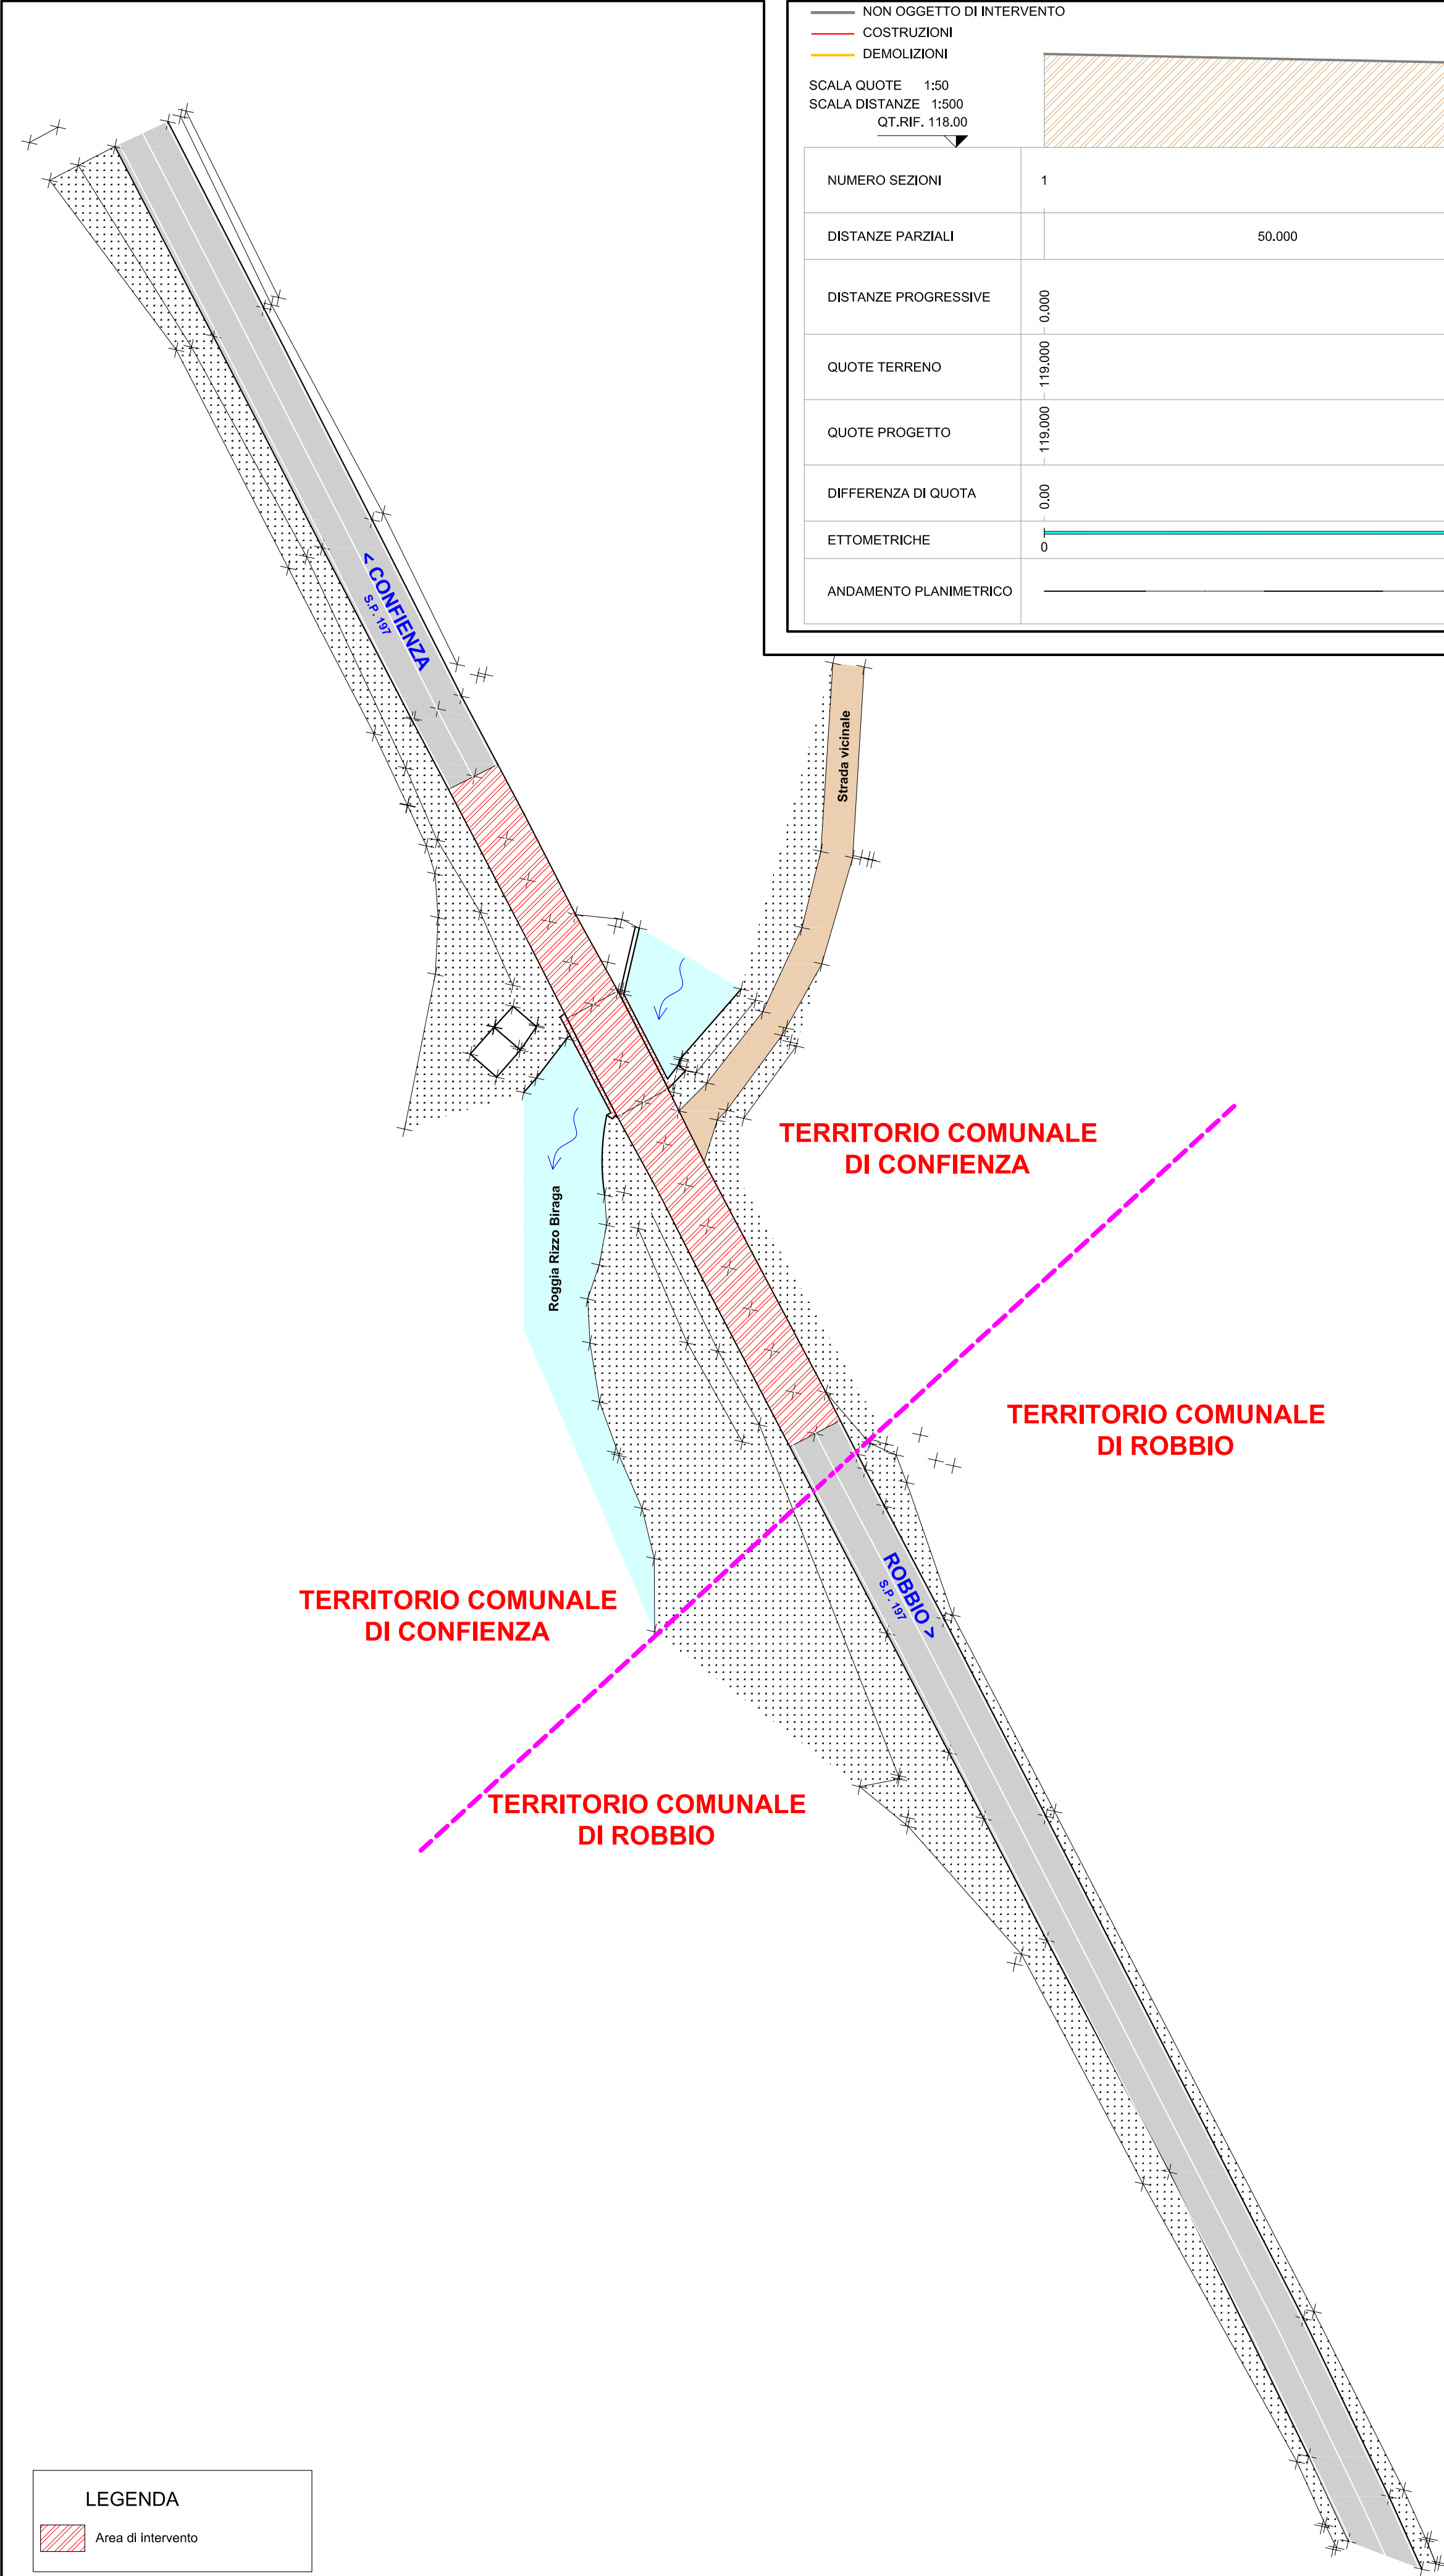 NON OGGETTO DI INTERVENTO
COSTRUZIONI
DEMOLIZIONI
SCALA QUOTE 1:50
SCALA DISTANZE 1:500
QT.RIF. 118.00
NUMERO SEZIONI 1
DISTANZE PARZIALI 50.000
DISTANZE PROGRESSIVE 0.000
QUOTE TERRENO 119.000
QUOTE PROGETTO 119.000
DIFFERENZA DI QUOTA 0.00
ETTOMETRICHE 0
ANDAMENTO PLANIMETRICO
< CONFIENZA
S.P. 197
Strada vicinale
TERRITORIO COMUNALE
DI CONFIENZA
Roggia Rizzo Biraga
TERRITORIO COMUNALE
DI ROBBIO
ROBBIO >
S.P. 197
TERRITORIO COMUNALE
DI CONFIENZA
TERRITORIO COMUNALE
DI ROBBIO
LEGENDA
Area di intervento